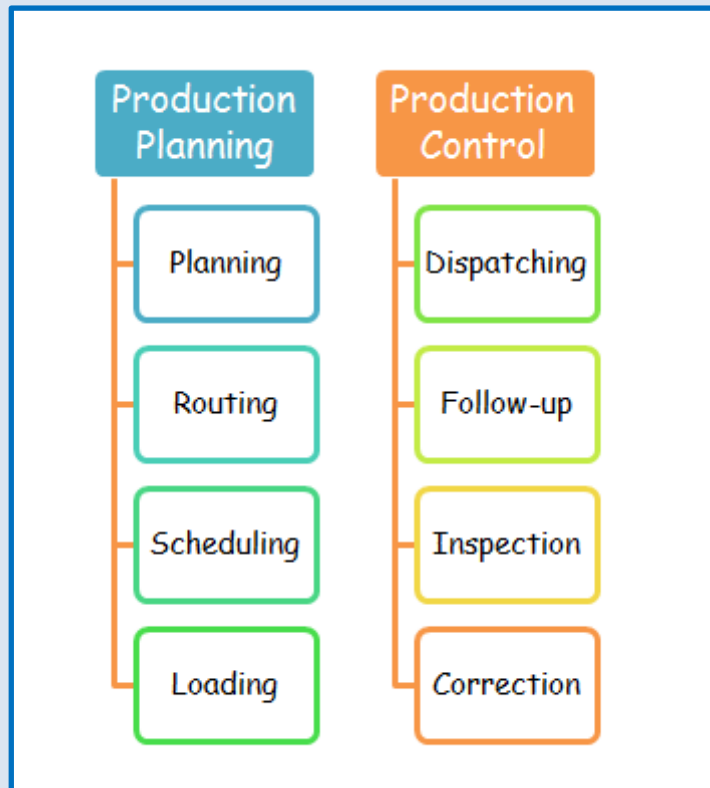 Production
Planning
Planning
Routing
Scheduling
Loading
Production
Control
Dispatching
Follow-up
Inspection
Correction